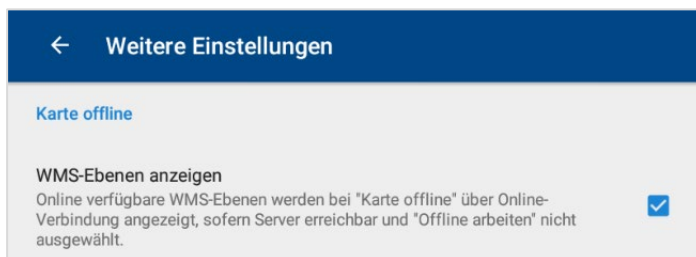 Weitere Einstellungen
Karte offline
WMS-Ebenen anzeigen
Online verfügbare WMS-Ebenen werden bei "Karte offline" über Online-
Verbindung angezeigt, sofern Server erreichbar und "Offline arbeiten" nicht
ausgewählt.